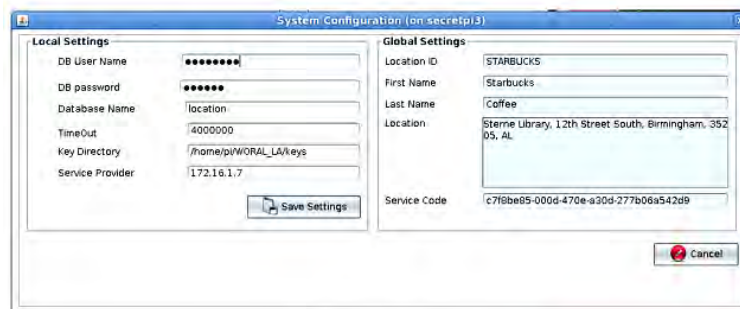 System Configuration (on secretpi3)
Local Settings
DB User Name ●●●●●●●●
DB password ●●●●●●
Database Name location
TimeOut 4000000
Key Directory /home/pi/WORAL_LA/keys
Service Provider 172.16.1.7
Save Settings
Global Settings
Location ID STARBUCKS
First Name Starbucks
Last Name Coffee
Location Sterne Library, 12th Street South, Birmingham, 352
05, AL
Service Code c7f8be85-000d-470e-a30d-277b06a542d9
Cancel